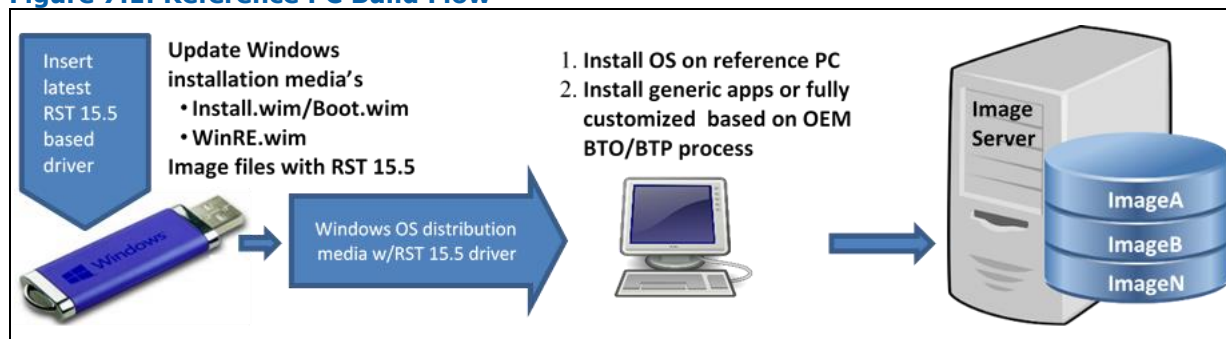 Figure 7.1: Reference PC Build Flow
Insert
latest
RST 15.5
based
driver
Update Windows
installation media's
• Install.wim/Boot.wim
• WinRE.wim
Image files with RST 15.5
Windows
Windows OS distribution
media w/RST 15.5 driver
1. Install OS on reference PC
2. Install generic apps or fully
customized based on OEM
BTO/BTP process
Image
Server
ImageA
ImageB
ImageN